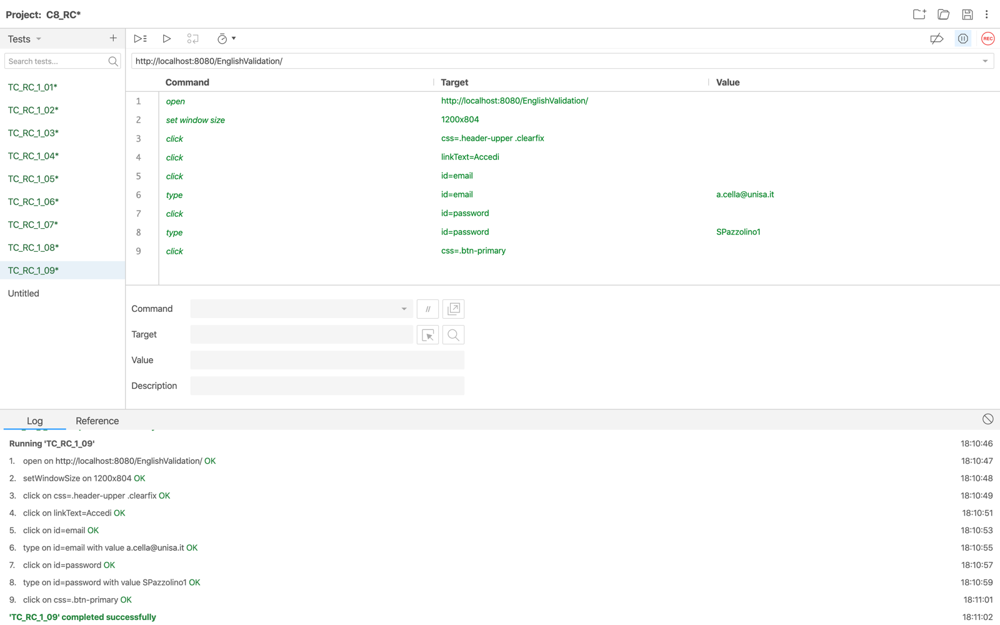 Project: C8_RC*
Tests
REC
Search tests...
http://localhost:8080/EnglishValidation/
Command Target Value
1 open http://localhost:8080/EnglishValidation/
2 set window size 1200x804
3 click css=.header-upper .clearfix
4 click linkText=Accedi
5 click id=email
6 type id=email a.cella@unisa.it
7 click id=password
8 type id=password SPazzolino1
9 click css=.btn-primary
TC_RC_1_01*
TC_RC_1_02*
TC_RC_1_03*
TC_RC_1_04*
TC_RC_1_05*
TC_RC_1_06*
TC_RC_1_07*
TC_RC_1_08*
TC_RC_1_09*
Untitled
Command //
Target
Value
Description
Log Reference
Running 'TC_RC_1_09' 18:10:46
1. open on http://localhost:8080/EnglishValidation/ OK 18:10:47
2. setWindowSize on 1200x804 OK 18:10:48
3. click on css=.header-upper .clearfix OK 18:10:49
4. click on linkText=Accedi OK 18:10:51
5. click on id=email OK 18:10:53
6. type on id=email with value a.cella@unisa.it OK 18:10:55
7. click on id=password OK 18:10:57
8. type on id=password with value SPazzolino1 OK 18:10:59
9. click on css=.btn-primary OK 18:11:01
'TC_RC_1_09' completed successfully 18:11:02